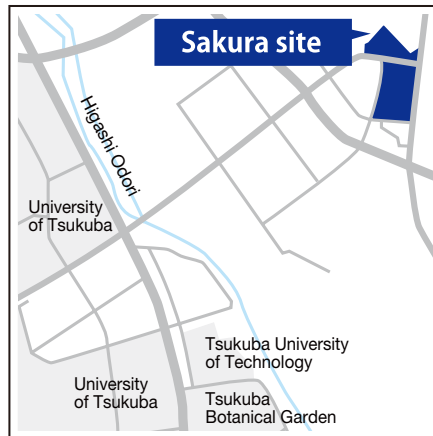 Sakura site
Higashi Odori
University
of Tsukuba
Tsukuba University
of Technology
University
of Tsukuba
Tsukuba
Botanical Garden